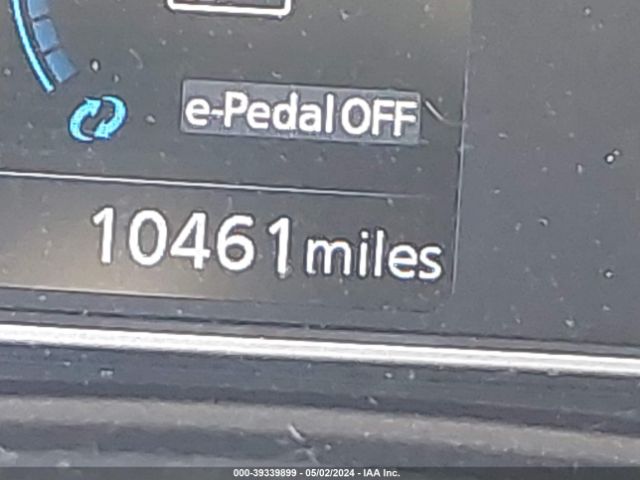 e-Pedal OFF
10461 miles
000-39339899 - 05/02/2024 - IAA Inc.